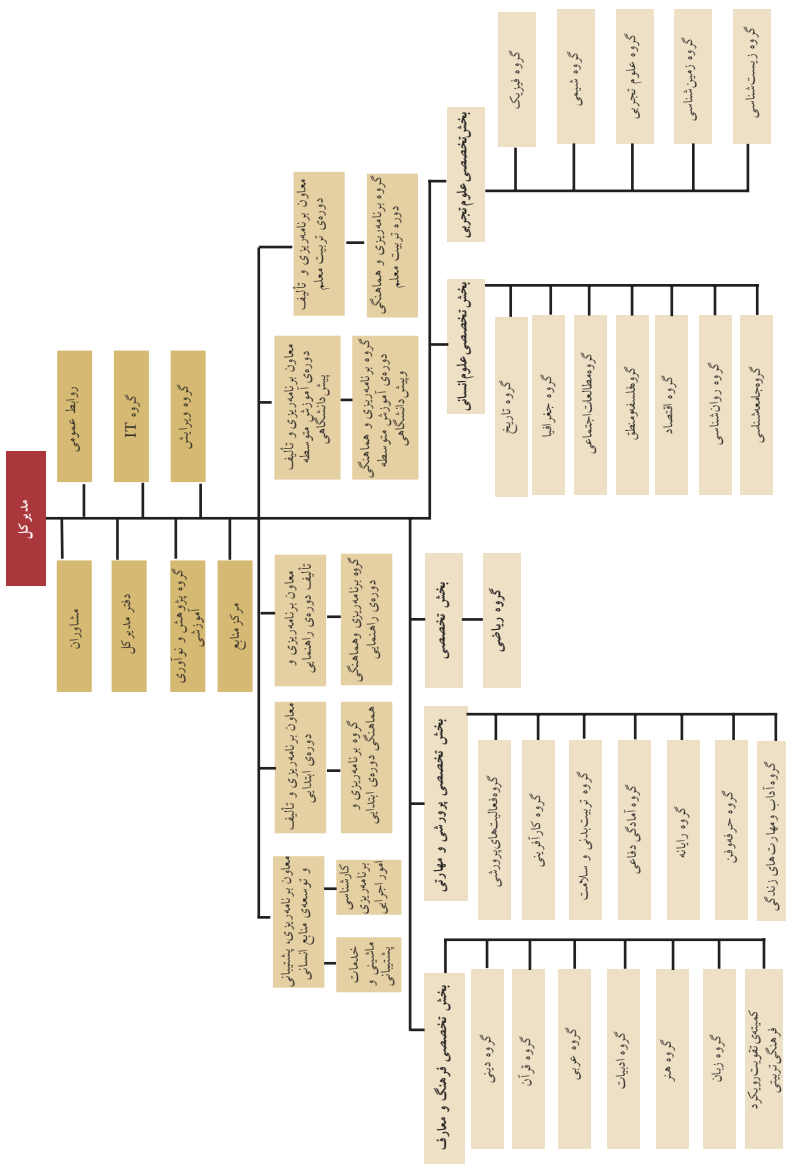 مدیر کل
روابط عمومی
گروه IT
گروه ویرایش
مشاوران
دفتر مدیرکل
گروه پژوهش و نوآوری
آموزشی
مرکز منابع
معاون برنامه‌ریزی و تألیف
دوره‌ی تربیت معلم
گروه برنامه‌ریزی و هماهنگی
دوره تربیت معلم
معاون برنامه‌ریزی و تألیف
دوره‌ی آموزش متوسطه
پیش‌دانشگاهی
گروه برنامه‌ریزی و هماهنگی
دوره‌ی آموزش متوسطه
وپیش دانشگاهی
معاون برنامه‌ریزی و
تألیف دوره‌ی راهنمایی
گروه برنامه‌ریزی وهماهنگی
دوره‌ی راهنمایی
معاون برنامه‌ریزی و تألیف
دوره‌ی ابتدایی
گروه برنامه‌ریزی و
هماهنگی دوره‌ی ابتدایی
معاون برنامه‌ریزی، پشتیبانی
و توسعه‌ی منابع انسانی
کارشناسی
برنامه‌ریزی
امور اجرایی
خدمات
ماشینی و
پشتیبانی
بخش‌تخصصی‌علوم‌تجربی
گروه فیزیک
گروه شیمی
گروه علوم تجربی
گروه زمین‌شناسی
گروه زیست‌شناسی
بخش تخصصی علوم‌انسانی
گروه تاریخ
گروه جغرافیا
گروه‌مطالعات‌اجتماعی
گروه‌فلسفه‌ومنطق
گروه اقتصاد
گروه روان‌شناسی
گروه‌جامعه‌شناسی
بخش تخصصی
گروه ریاضی
بخش تخصصی پرورشی و مهارتی
گروه‌فعالیت‌های‌پرورشی
گروه کارآفرینی
گروه تربیت‌بدنی و سلامت
گروه آمادگی دفاعی
گروه رایانه
گروه حرفه‌وفن
گروه آداب ومهارت‌های زندگی
بخش تخصصی فرهنگ و معارف
گروه دینی
گروه قرآن
گروه عربی
گروه ادبیات
گروه هنر
گروه زبان
کمیته‌ی تقویت‌رویکرد
فرهنگی تربیتی